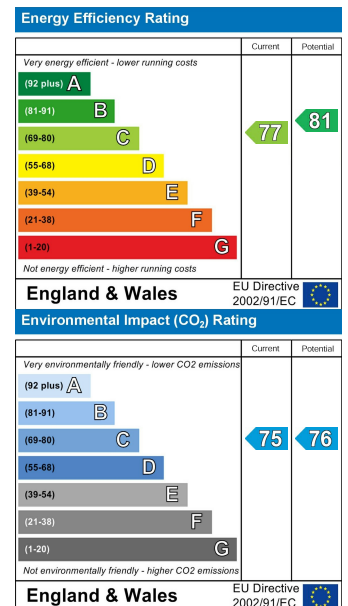 Energy Efficiency Rating
Current Potential
Very energy efficient - lower running costs
(92 plus) A
(81-91) B
(69-80) C
(55-68) D
(39-54) E
(21-38) F
(1-20) G
77 81
Not energy efficient - higher running costs
England & Wales
EU Directive
2002/91/EC
Environmental Impact (CO₂) Rating
Current Potential
Very environmentally friendly - lower CO2 emissions
(92 plus) A
(81-91) B
(69-80) C
(55-68) D
(39-54) E
(21-38) F
(1-20) G
75 76
Not environmentally friendly - higher CO2 emissions
England & Wales
EU Directive
2002/91/EC